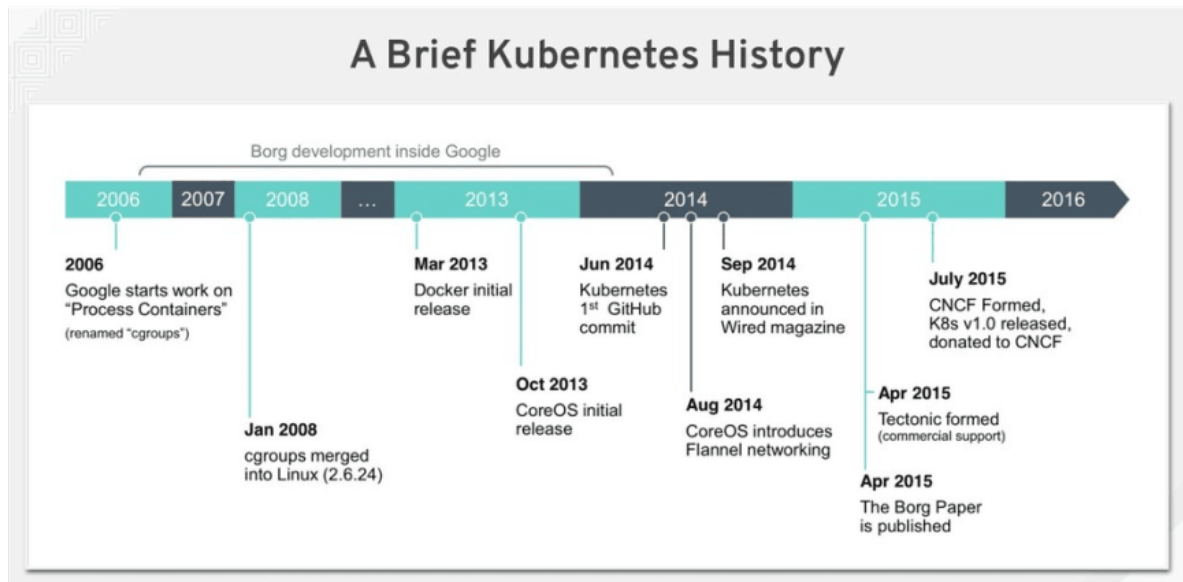 A Brief Kubernetes History
Borg development inside Google
2006
2007
2008
...
2013
2014
2015
2016
2006
Google starts work on
“Process Containers”
(renamed “cgroups”)
Jan 2008
cgroups merged
into Linux (2.6.24)
Mar 2013
Docker initial
release
Oct 2013
CoreOS initial
release
Jun 2014
Kubernetes
1st GitHub
commit
Aug 2014
CoreOS introduces
Flannel networking
Sep 2014
Kubernetes
announced in
Wired magazine
Apr 2015
The Borg Paper
is published
Apr 2015
Tectonic formed
(commercial support)
July 2015
CNCF Formed,
K8s v1.0 released,
donated to CNCF